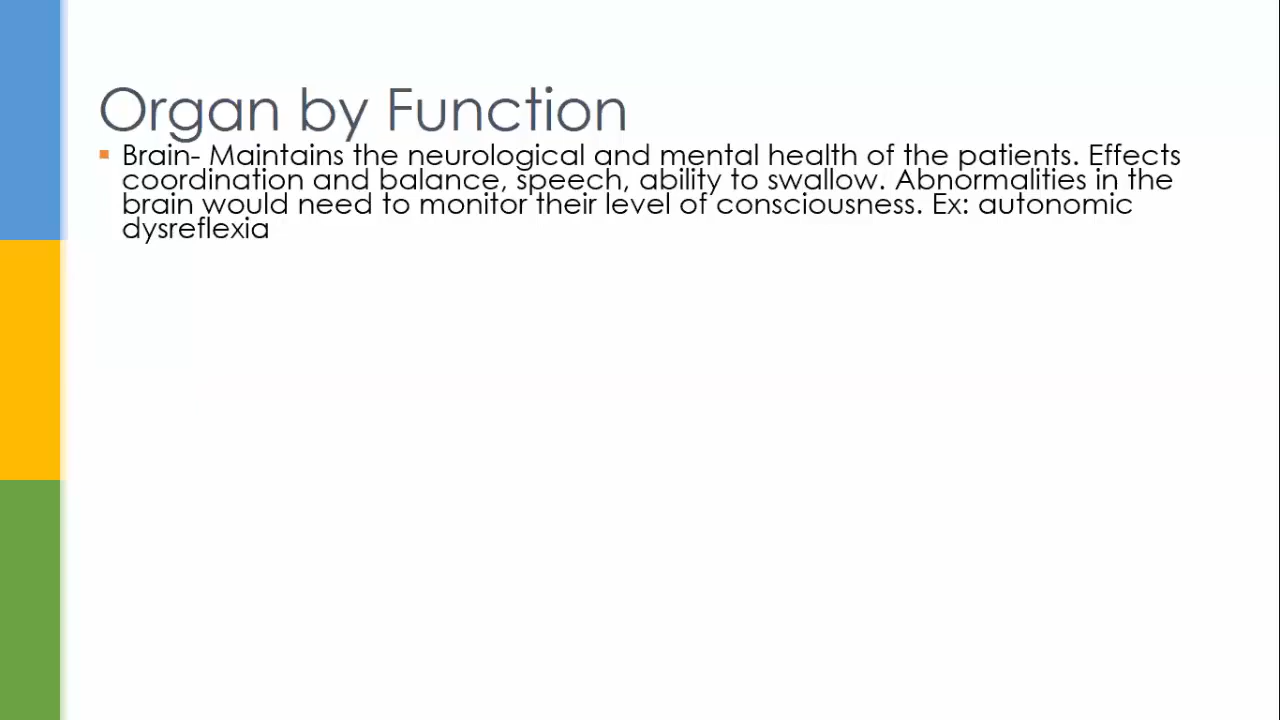 Organ by Function
Brain- Maintains the neurological and mental health of the patients. Effects
coordination and balance, speech, ability to swallow. Abnormalities in the
brain would need to monitor their level of consciousness. Ex: autonomic
dysreflexia